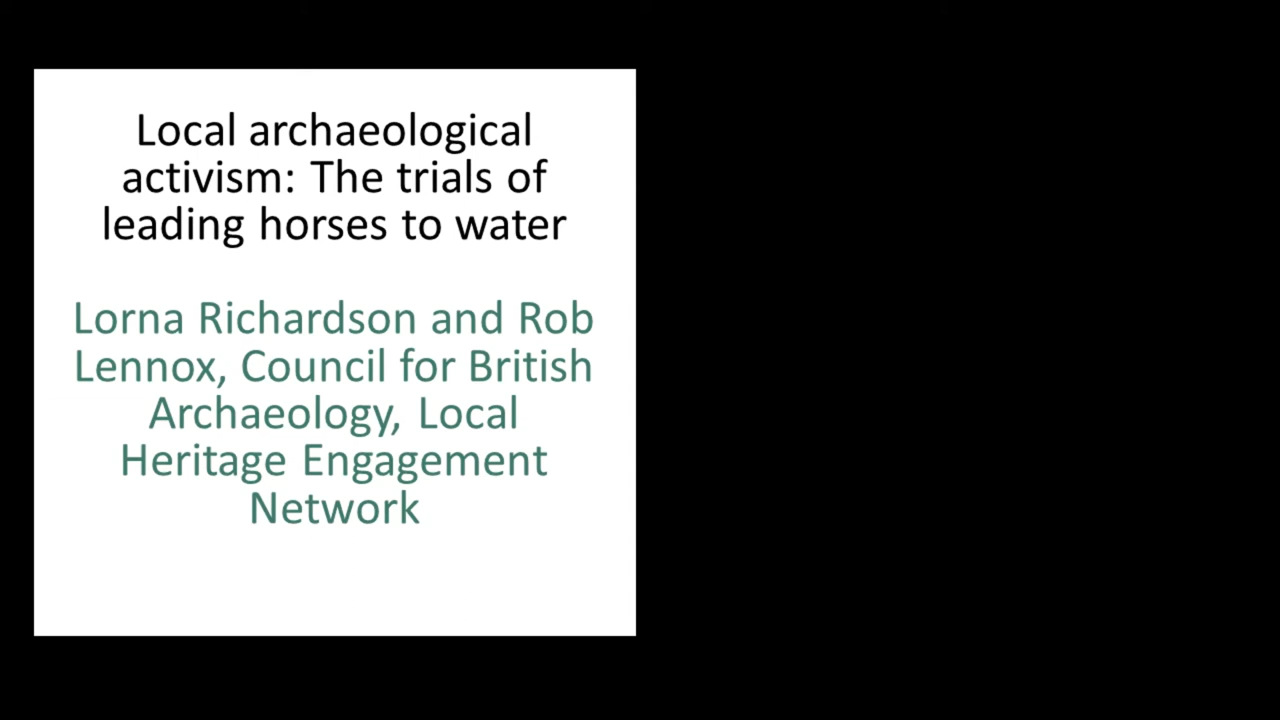 Local archaeological
activism: The trials of
leading horses to water
Lorna Richardson and Rob
Lennox, Council for British
Archaeology, Local
Heritage Engagement
Network